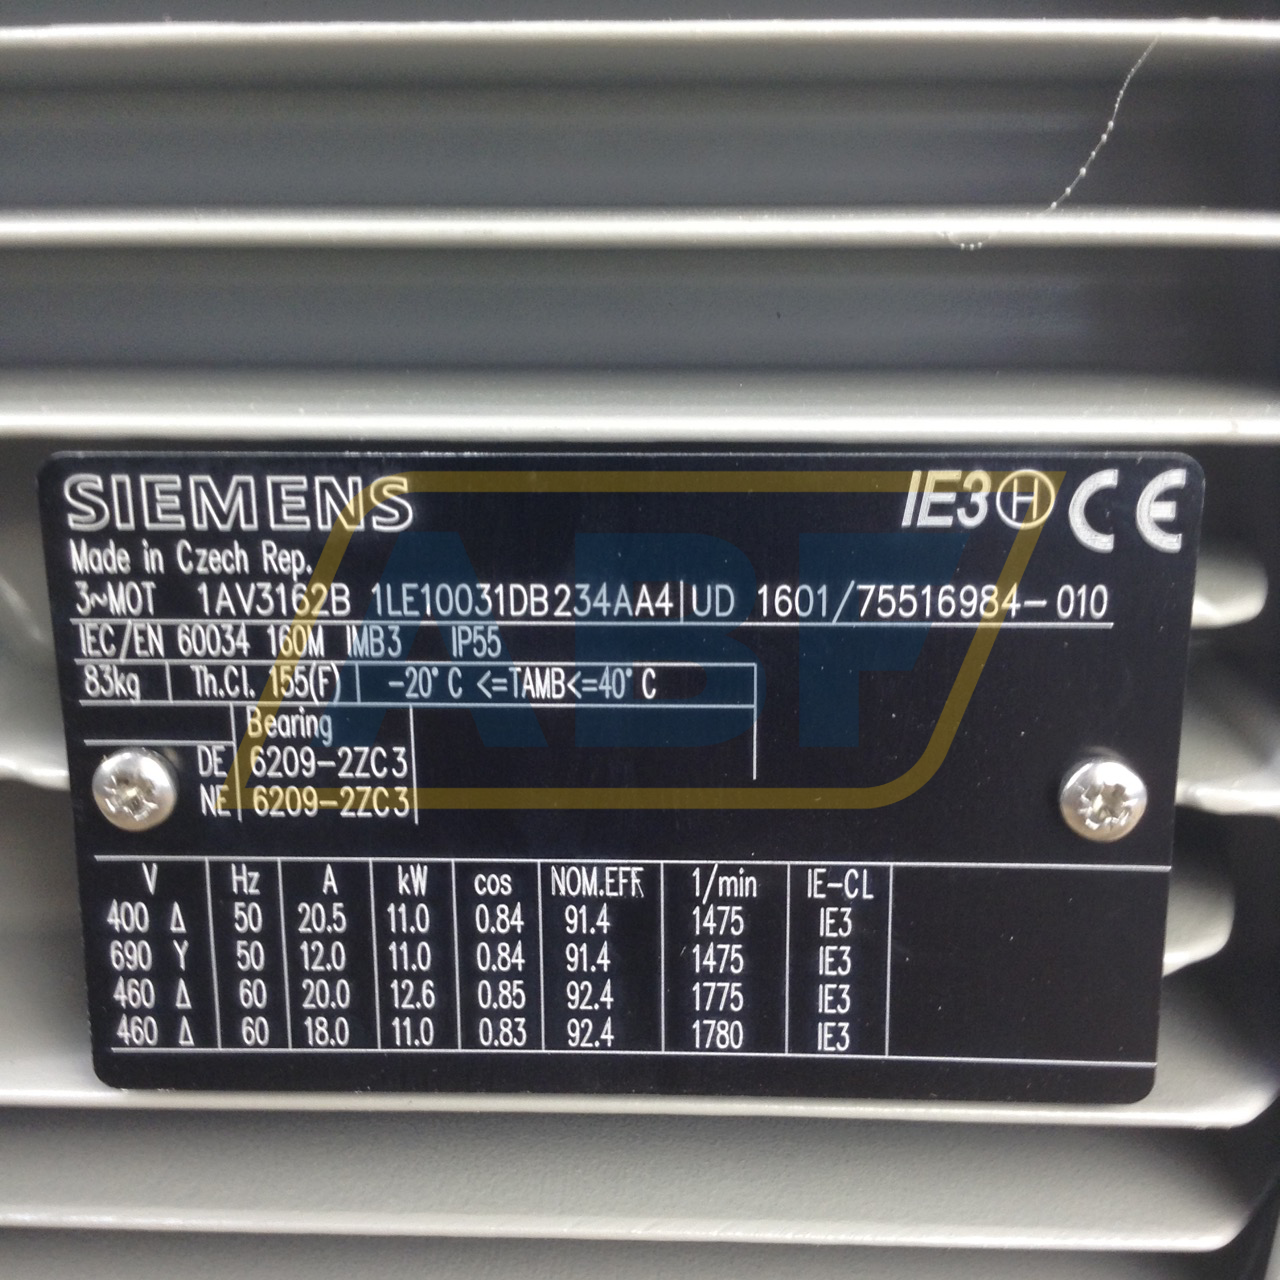 SIEMENS IE3 H CE
Made in Czech Rep.
3~MOT 1AV3162B 1LE10031DB234AA4 UD 1601/75516984-010
IEC/EN 60034 160M IMB3 IP55
83kg Th.Cl. 155(F) -20° C <=TAMB<=40° C
Bearing
DE 6209-2ZC3
NE 6209-2ZC3
V Hz A kW cos NOM.EFF 1/min IE-CL
400 Δ 50 20.5 11.0 0.84 91.4 1475 IE3
690 Y 50 12.0 11.0 0.84 91.4 1475 IE3
460 Δ 60 20.0 12.6 0.85 92.4 1775 IE3
460 Δ 60 18.0 11.0 0.83 92.4 1780 IE3
ABF